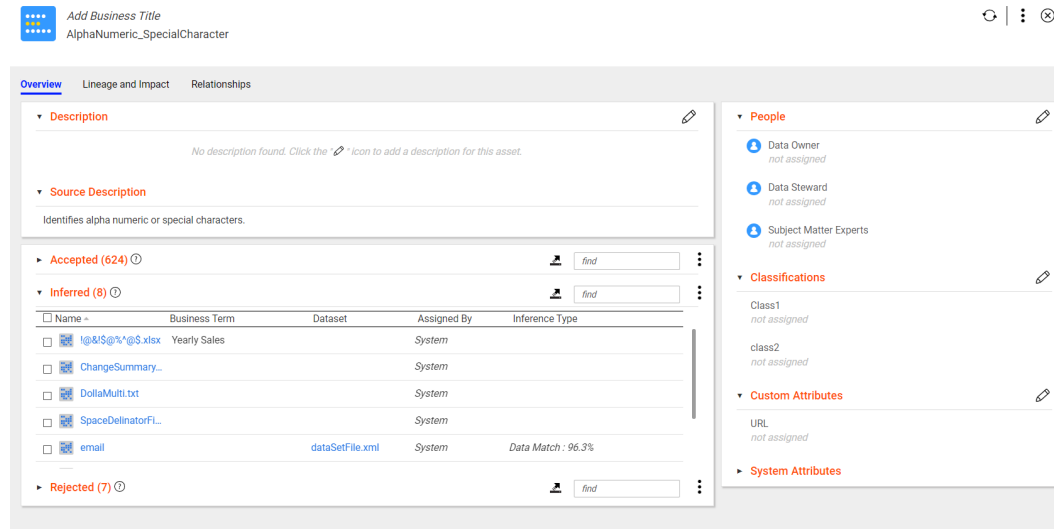 Add Business Title
AlphaNumeric_SpecialCharacter
Overview Lineage and Impact Relationships
Description
No description found. Click the " " icon to add a description for this asset.
Source Description
Identifies alpha numeric or special characters.
Accepted (624) ? find
Inferred (8) ? find
Name Business Term Dataset Assigned By Inference Type
!@&!$@%^@$.xlsx Yearly Sales System
ChangeSummary... System
DollaMulti.txt System
SpaceDelinatorFi... System
email dataSetFile.xml System Data Match : 96.3%
Rejected (7) ? find
People
Data Owner
not assigned
Data Steward
not assigned
Subject Matter Experts
not assigned
Classifications
Class1
not assigned
class2
not assigned
Custom Attributes
URL
not assigned
System Attributes